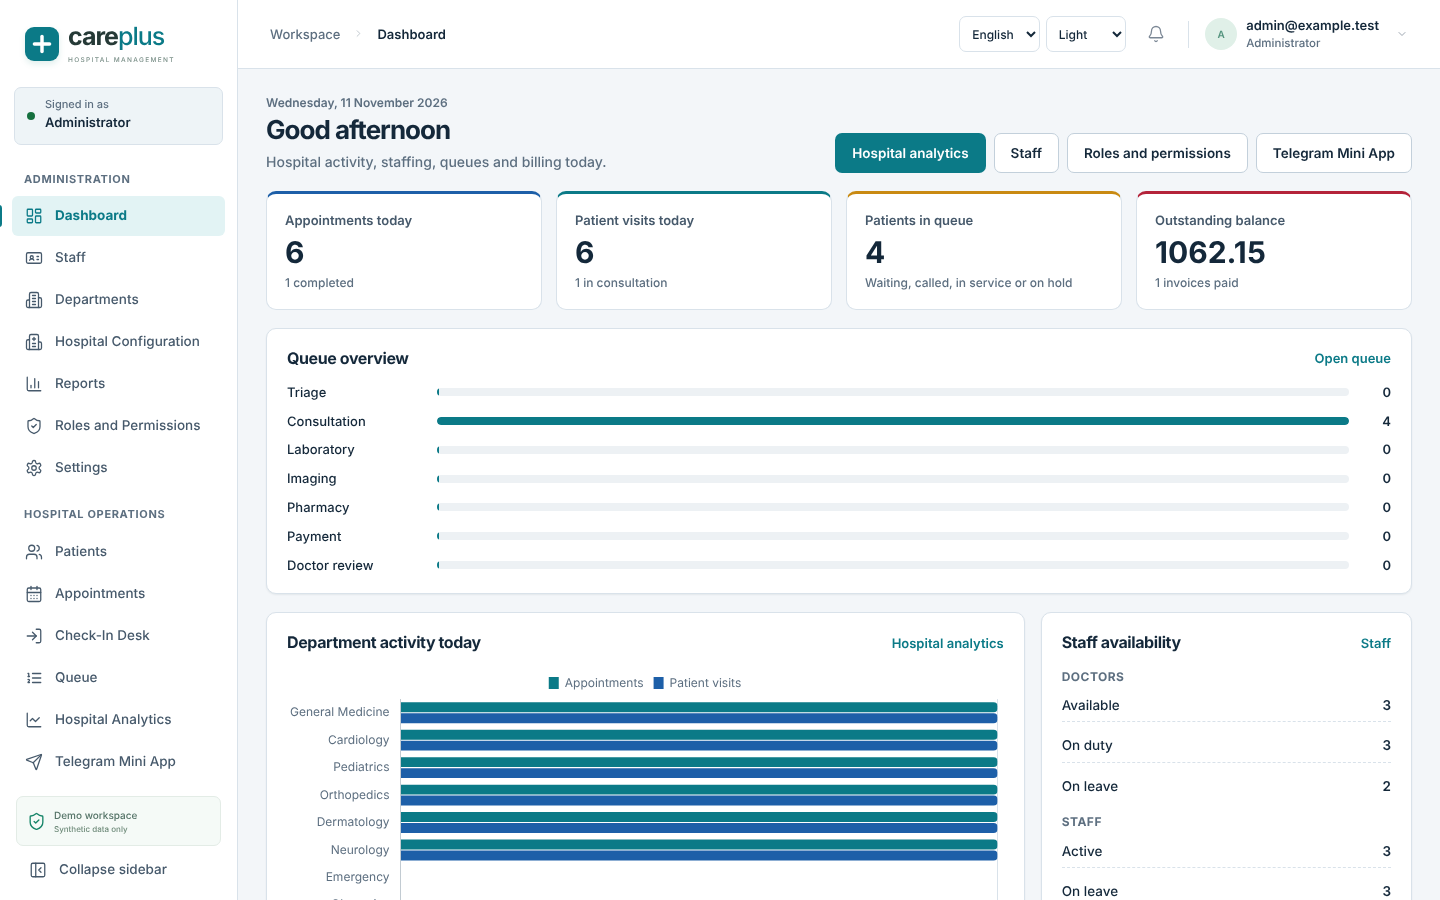 careplus
HOSPITAL MANAGEMENT
Signed in as
Administrator
ADMINISTRATION
Dashboard
Staff
Departments
Hospital Configuration
Reports
Roles and Permissions
Settings
HOSPITAL OPERATIONS
Patients
Appointments
Check-In Desk
Queue
Hospital Analytics
Telegram Mini App
Demo workspace
Synthetic data only
Collapse sidebar
Workspace Dashboard
English Light
A
admin@example.test
Administrator
Wednesday, 11 November 2026
Good afternoon
Hospital activity, staffing, queues and billing today.
Hospital analytics Staff Roles and permissions Telegram Mini App
Appointments today
6
1 completed
Patient visits today
6
1 in consultation
Patients in queue
4
Waiting, called, in service or on hold
Outstanding balance
1062.15
1 invoices paid
Queue overview Open queue
Triage 0
Consultation 4
Laboratory 0
Imaging 0
Pharmacy 0
Payment 0
Doctor review 0
Department activity today Hospital analytics
Appointments Patient visits
General Medicine
Cardiology
Pediatrics
Orthopedics
Dermatology
Neurology
Emergency
Staff availability Staff
DOCTORS
Available 3
On duty 3
On leave 2
STAFF
Active 3
On leave 3